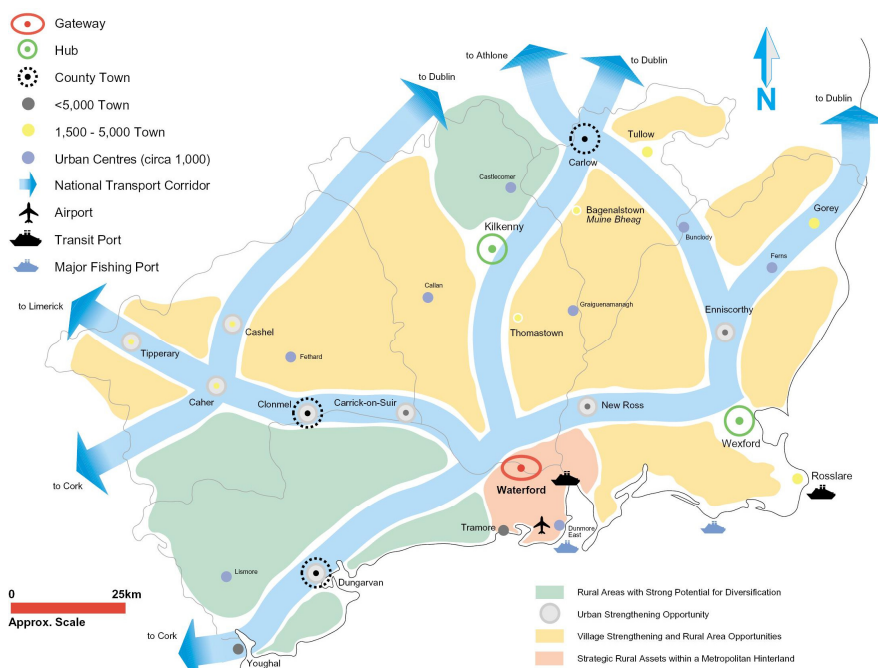 Gateway
Hub
County Town
<5,000 Town
1,500 - 5,000 Town
Urban Centres (circa 1,000)
National Transport Corridor
Airport
Transit Port
Major Fishing Port
to Athlone
to Dublin
to Dublin
to Dublin
N
Tullow
Carlow
Castlecomer
Bagenalstown
Muine Bheag
Gorey
Kilkenny
Bunclody
Ferns
Callan
Graiguenamanagh
Enniscorthy
to Limerick
Thomastown
Cashel
Tipperary
Fethard
Caher
Clonmel
Carrick-on-Suir
New Ross
Wexford
to Cork
Rosslare
Waterford
Tramore
Dunmore
East
Lismore
Dungarvan
0
25km
Approx. Scale
to Cork
Youghal
Rural Areas with Strong Potential for Diversification
Urban Strengthening Opportunity
Village Strengthening and Rural Area Opportunities
Strategic Rural Assets within a Metropolitan Hinterland